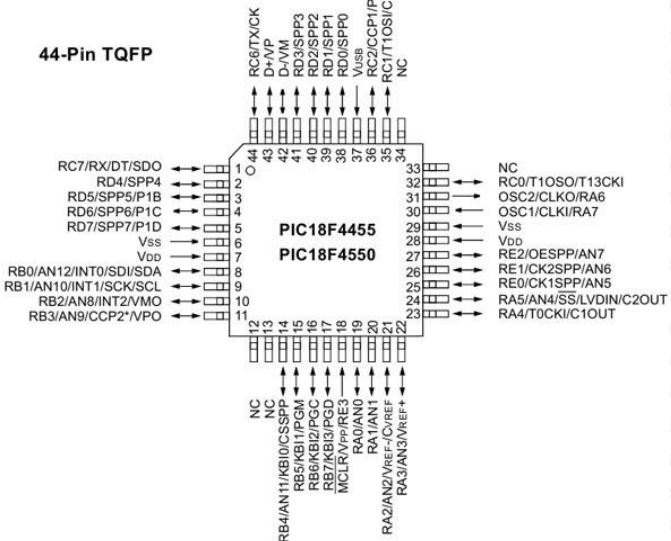 44-Pin TQFP
RC6/TX/CK
D+/VP
D-/VM
RD3/SPP3
RD2/SPP2
RD1/SPP1
RD0/SPP0
VUSB
RC2/CCP1/P
RC1/T1OSI/C
NC
44
43
42
41
40
39
38
37
36
35
34
RC7/RX/DT/SDO 1
RD4/SPP4 2
RD5/SPP5/P1B 3
RD6/SPP6/P1C 4
RD7/SPP7/P1D 5
VSS 6
VDD 7
RB0/AN12/INT0/SDI/SDA 8
RB1/AN10/INT1/SCK/SCL 9
RB2/AN8/INT2/VMO 10
RB3/AN9/CCP2*/VPO 11
PIC18F4455
PIC18F4550
33 NC
32 RC0/T1OSO/T13CKI
31 OSC2/CLKO/RA6
30 OSC1/CLKI/RA7
29 VSS
28 VDD
27 RE2/OESPP/AN7
26 RE1/CK2SPP/AN6
25 RE0/CK1SPP/AN5
24 RA5/AN4/SS/LVDIN/C2OUT
23 RA4/T0CKI/C1OUT
12
13
14
15
16
17
18
19
20
21
22
NC
NC
RB4/AN11/KBI0/CSSPP
RB5/KBI1/PGM
RB6/KBI2/PGC
RB7/KBI3/PGD
MCLR/VPP/RE3
RA0/AN0
RA1/AN1
RA2/AN2/VREF-/CVREF
RA3/AN3/VREF+